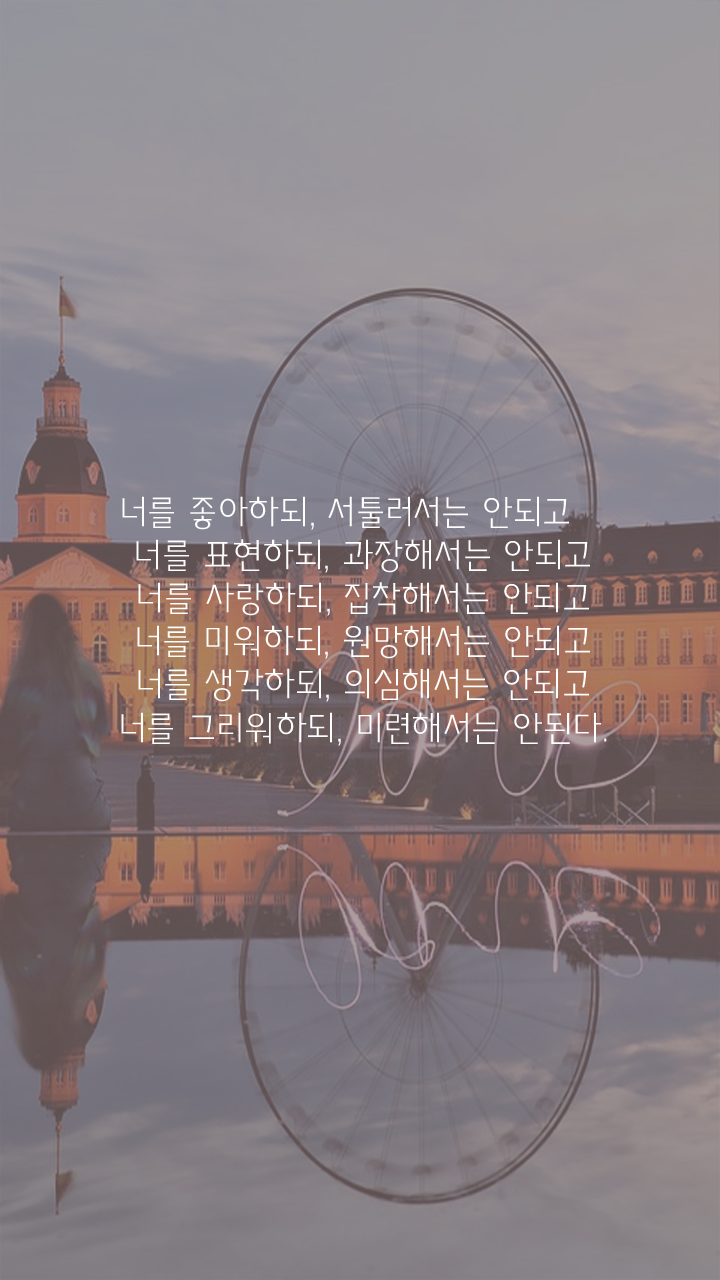 너를 좋아하되, 서툴러서는 안되고
너를 표현하되, 과장해서는 안되고
너를 사랑하되, 집착해서는 안되고
너를 미워하되, 원망해서는 안되고
너를 생각하되, 의심해서는 안되고
너를 그리워하되, 미련해서는 안된다.